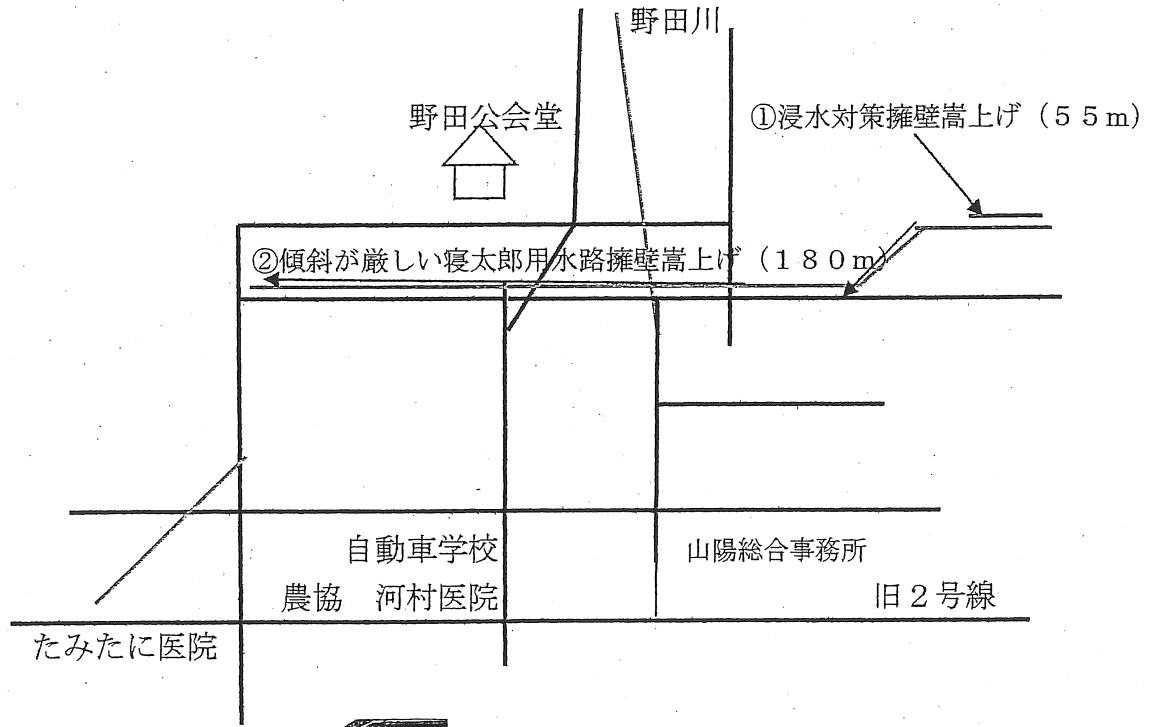 野田川
野田公会堂
①浸水対策擁壁嵩上げ（５５ｍ）
②傾斜が厳しい寝太郎用水路擁壁嵩上げ（１８０ｍ）
自動車学校
山陽総合事務所
農協　河村医院
旧２号線
たみたに医院